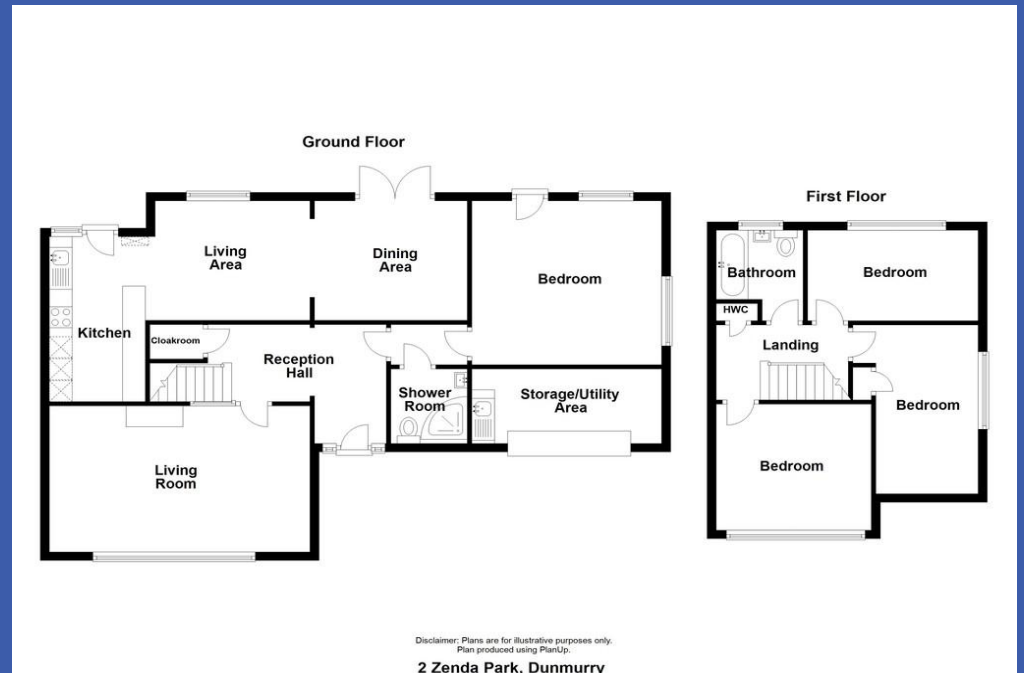 Ground Floor
Living
Area
Dining
Area
Bedroom
Kitchen
Cloakroom
Reception
Hall
Shower
Room
Storage/Utility
Area
Living
Room
First Floor
Bathroom
Bedroom
HWC
Landing
Bedroom
Bedroom
Disclaimer: Plans are for illustrative purposes only.
Plan produced using PlanUp.
2 Zenda Park, Dunmurry